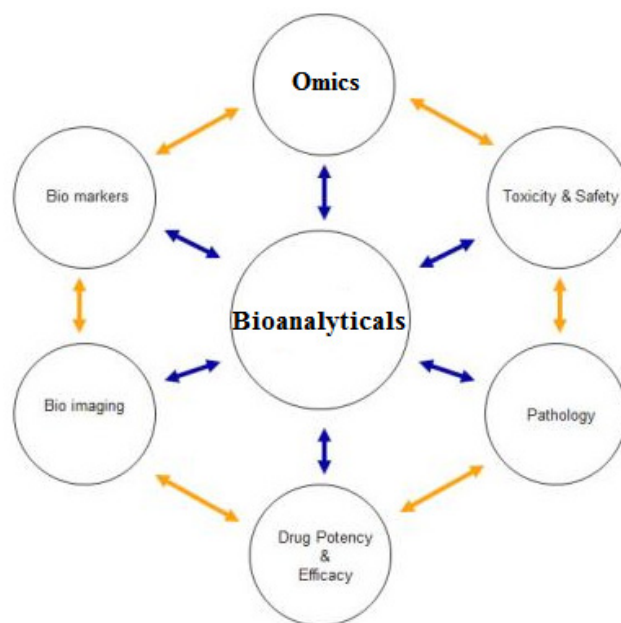 Omics
Bio markers
Toxicity & Safety
Bioanalyticals
Bio imaging
Pathology
Drug Potency
&
Efficacy